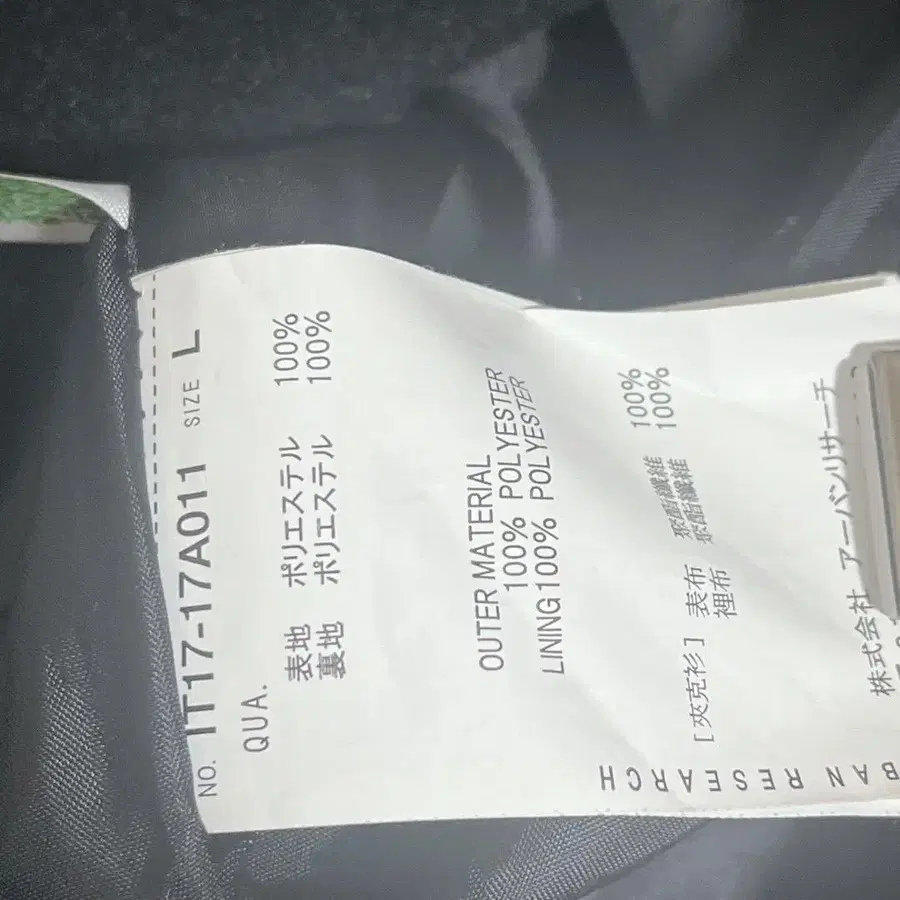 NO. IT17-17A011 SIZE L
QUA.
表地 ポリエステル 100%
裏地 ポリエステル 100%
OUTER MATERIAL
100% POLYESTER
LINING 100% POLYESTER
[夾克衫] 表布 聚酯纖維 100%
裡布 聚酯纖維 100%
株式会社 アーバンリサーチ
BAN RESEARCH